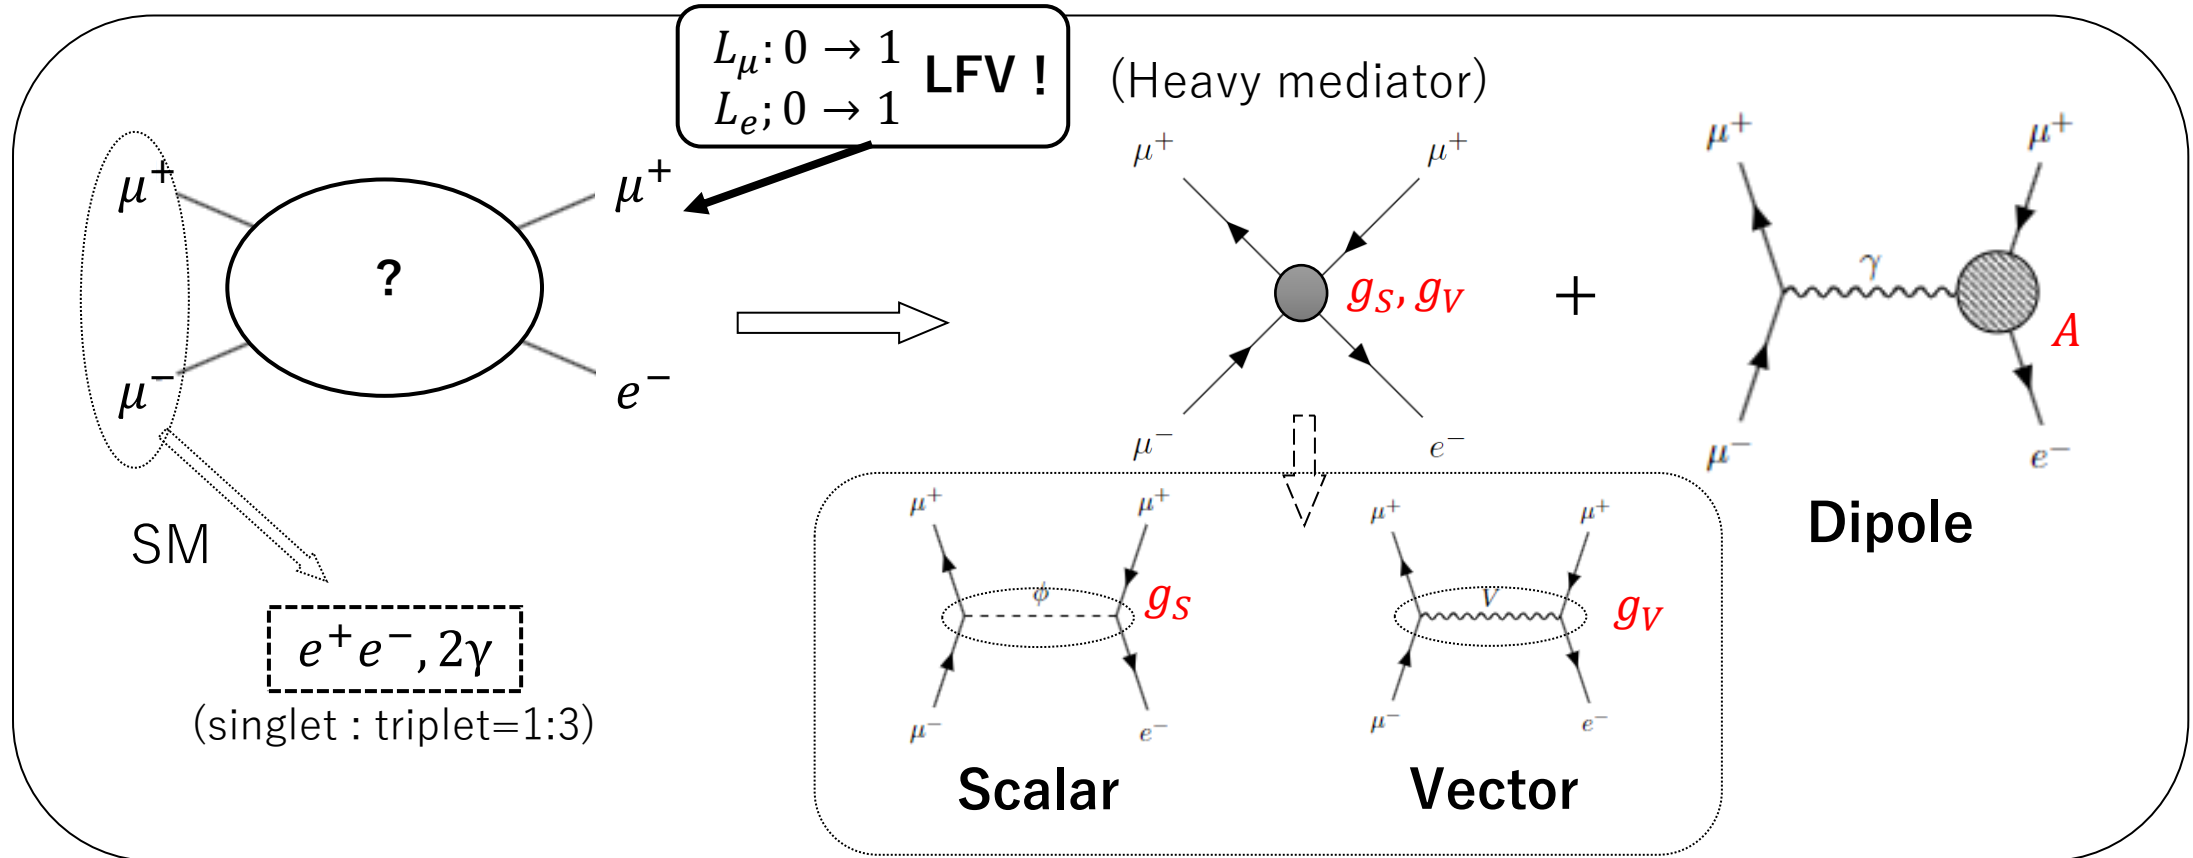 L_μ: 0 → 1
L_e; 0 → 1
LFV !
(Heavy mediator)
μ⁺
μ⁺
?
μ⁻
e⁻
μ⁺
μ⁺
g_S, g_V
μ⁻
e⁻
+
μ⁺
μ⁺
γ
A
μ⁻
e⁻
Dipole
SM
e⁺e⁻, 2γ
(singlet : triplet=1:3)
μ⁺
μ⁺
ϕ
g_S
μ⁻
e⁻
Scalar
μ⁺
μ⁺
V
g_V
μ⁻
e⁻
Vector